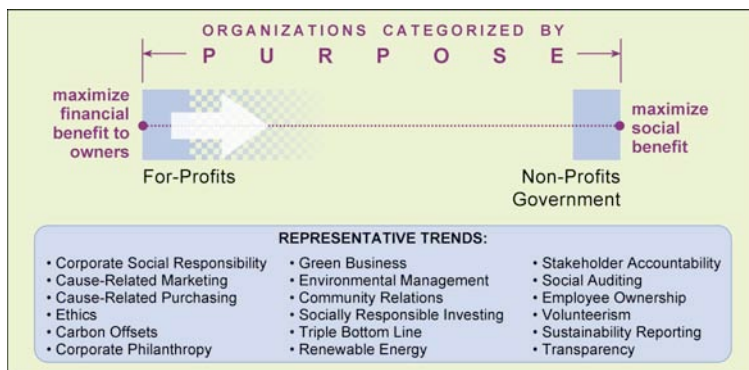 ORGANIZATIONS CATEGORIZED BY
PURPOSE
maximize
financial
benefit to
owners
maximize
social
benefit
For-Profits
Non-Profits
Government
REPRESENTATIVE TRENDS:
• Corporate Social Responsibility
• Cause-Related Marketing
• Cause-Related Purchasing
• Ethics
• Carbon Offsets
• Corporate Philanthropy
• Green Business
• Environmental Management
• Community Relations
• Socially Responsible Investing
• Triple Bottom Line
• Renewable Energy
• Stakeholder Accountability
• Social Auditing
• Employee Ownership
• Volunteerism
• Sustainability Reporting
• Transparency